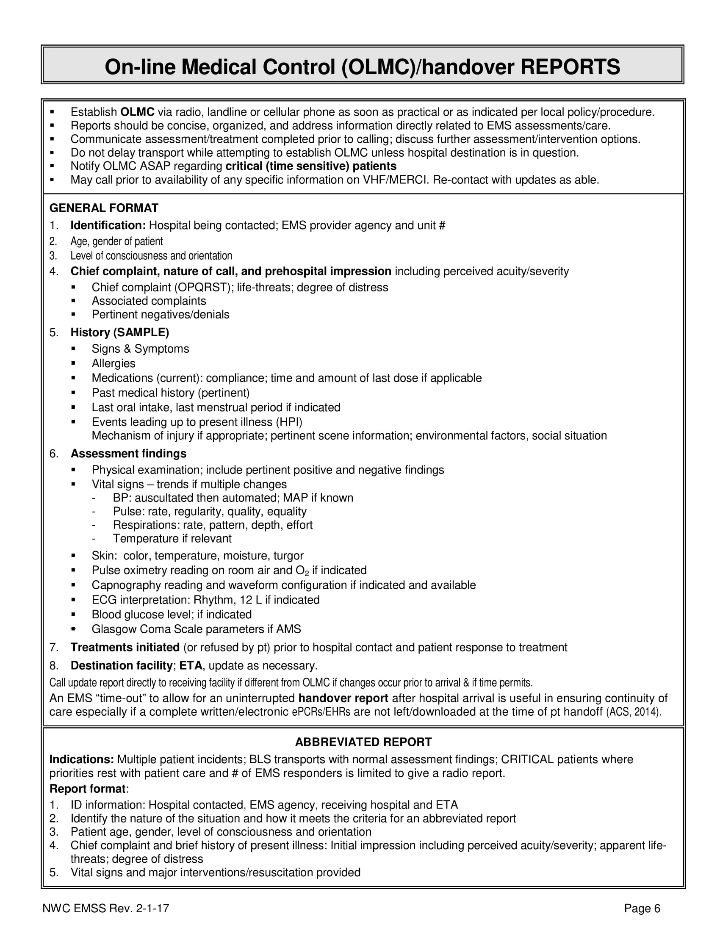 On-line Medical Control (OLMC)/handover REPORTS
▪ Establish OLMC via radio, landline or cellular phone as soon as practical or as indicated per local policy/procedure.
▪ Reports should be concise, organized, and address information directly related to EMS assessments/care.
▪ Communicate assessment/treatment completed prior to calling; discuss further assessment/intervention options.
▪ Do not delay transport while attempting to establish OLMC unless hospital destination is in question.
▪ Notify OLMC ASAP regarding critical (time sensitive) patients
▪ May call prior to availability of any specific information on VHF/MERCI. Re-contact with updates as able.
GENERAL FORMAT
1. Identification: Hospital being contacted; EMS provider agency and unit #
2. Age, gender of patient
3. Level of consciousness and orientation
4. Chief complaint, nature of call, and prehospital impression including perceived acuity/severity
▪ Chief complaint (OPQRST); life-threats; degree of distress
▪ Associated complaints
▪ Pertinent negatives/denials
5. History (SAMPLE)
▪ Signs & Symptoms
▪ Allergies
▪ Medications (current): compliance; time and amount of last dose if applicable
▪ Past medical history (pertinent)
▪ Last oral intake, last menstrual period if indicated
▪ Events leading up to present illness (HPI)
Mechanism of injury if appropriate; pertinent scene information; environmental factors, social situation
6. Assessment findings
▪ Physical examination; include pertinent positive and negative findings
▪ Vital signs – trends if multiple changes
- BP: auscultated then automated; MAP if known
- Pulse: rate, regularity, quality, equality
- Respirations: rate, pattern, depth, effort
- Temperature if relevant
▪ Skin: color, temperature, moisture, turgor
▪ Pulse oximetry reading on room air and O₂ if indicated
▪ Capnography reading and waveform configuration if indicated and available
▪ ECG interpretation: Rhythm, 12 L if indicated
▪ Blood glucose level; if indicated
▪ Glasgow Coma Scale parameters if AMS
7. Treatments initiated (or refused by pt) prior to hospital contact and patient response to treatment
8. Destination facility; ETA, update as necessary.
Call update report directly to receiving facility if different from OLMC if changes occur prior to arrival & if time permits.
An EMS “time-out” to allow for an uninterrupted handover report after hospital arrival is useful in ensuring continuity of
care especially if a complete written/electronic ePCRs/EHRs are not left/downloaded at the time of pt handoff (ACS, 2014).
ABBREVIATED REPORT
Indications: Multiple patient incidents; BLS transports with normal assessment findings; CRITICAL patients where
priorities rest with patient care and # of EMS responders is limited to give a radio report.
Report format:
1. ID information: Hospital contacted, EMS agency, receiving hospital and ETA
2. Identify the nature of the situation and how it meets the criteria for an abbreviated report
3. Patient age, gender, level of consciousness and orientation
4. Chief complaint and brief history of present illness: Initial impression including perceived acuity/severity; apparent life-
threats; degree of distress
5. Vital signs and major interventions/resuscitation provided
NWC EMSS Rev. 2-1-17
Page 6